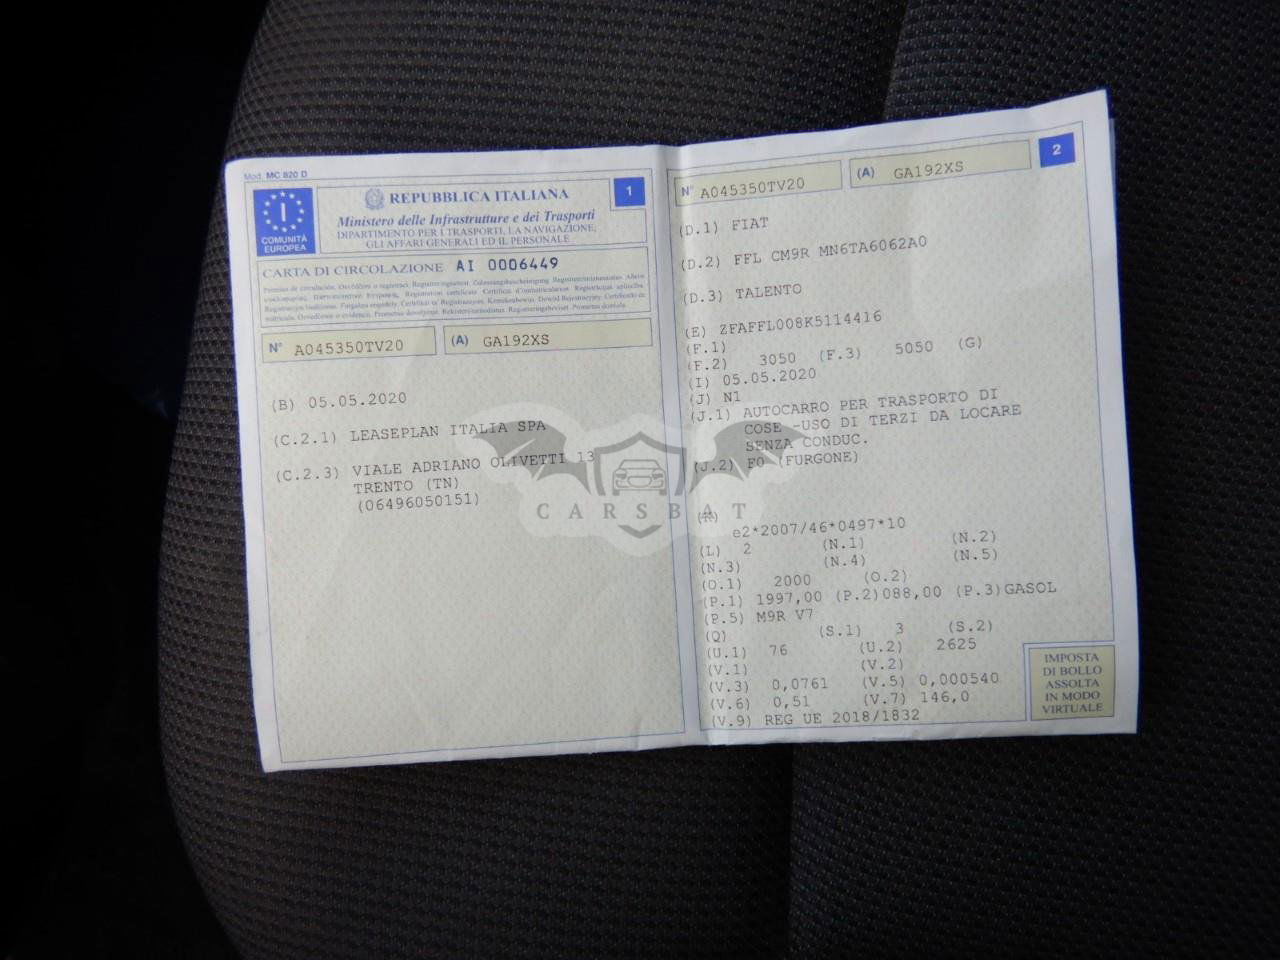 Mod. MC 820 D
I
COMUNITÀ
EUROPEA
REPUBBLICA ITALIANA
1
Ministero delle Infrastrutture e dei Trasporti
DIPARTIMENTO PER I TRASPORTI, LA NAVIGAZIONE,
GLI AFFARI GENERALI ED IL PERSONALE
CARTA DI CIRCOLAZIONE AI 0006449
N° A045350TV20 (A) GA192XS
(B) 05.05.2020
(C.2.1) LEASEPLAN ITALIA SPA
(C.2.3) VIALE ADRIANO OLIVETTI 13
TRENTO (TN)
(06496050151)
N° A045350TV20 (A) GA192XS
2
(D.1) FIAT
(D.2) FFL CM9R MN6TA6062A0
(D.3) TALENTO
(E) ZFAFFL008K5114416
(F.1)
(F.2) 3050 (F.3) 5050 (G)
(I) 05.05.2020
(J) N1
(J.1) AUTOCARRO PER TRASPORTO DI
COSE -USO DI TERZI DA LOCARE
SENZA CONDUC.
(J.2) F0 (FURGONE)
(K)
e2*2007/46*0497*10
(L) 2 (N.1) (N.2)
(N.3) (N.4) (N.5)
(O.1) 2000 (O.2)
(P.1) 1997,00 (P.2)088,00 (P.3)GASOL
(P.5) M9R V7
(Q) (S.1) 3 (S.2)
(U.1) 76 (U.2) 2625
(V.1) (V.2)
(V.3) 0,0761 (V.5) 0,000540
(V.6) 0,51 (V.7) 146,0
(V.9) REG UE 2018/1832
IMPOSTA
DI BOLLO
ASSOLTA
IN MODO
VIRTUALE
CARSBAT